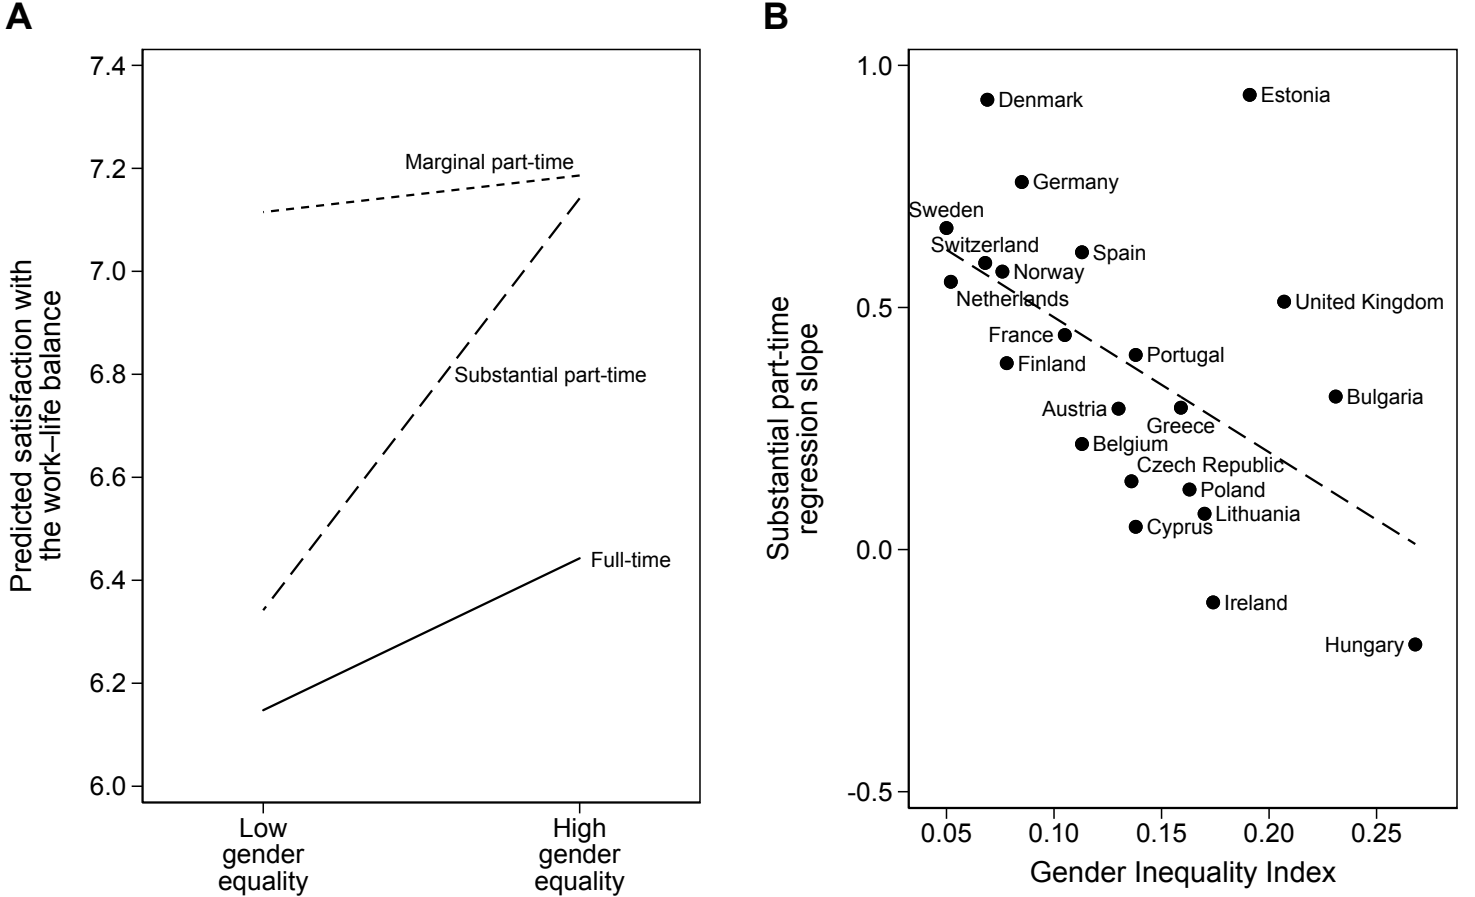 A
7.4
7.2
7.0
6.8
6.6
6.4
6.2
6.0
Predicted satisfaction with
the work–life balance
Marginal part-time
Substantial part-time
Full-time
Low
gender
equality
High
gender
equality
B
1.0
0.5
0.0
-0.5
Substantial part-time
regression slope
Denmark
Estonia
Germany
Sweden
Switzerland
Spain
Norway
Netherlands
United Kingdom
France
Portugal
Finland
Bulgaria
Austria
Greece
Belgium
Czech Republic
Poland
Lithuania
Cyprus
Ireland
Hungary
0.05
0.10
0.15
0.20
0.25
Gender Inequality Index